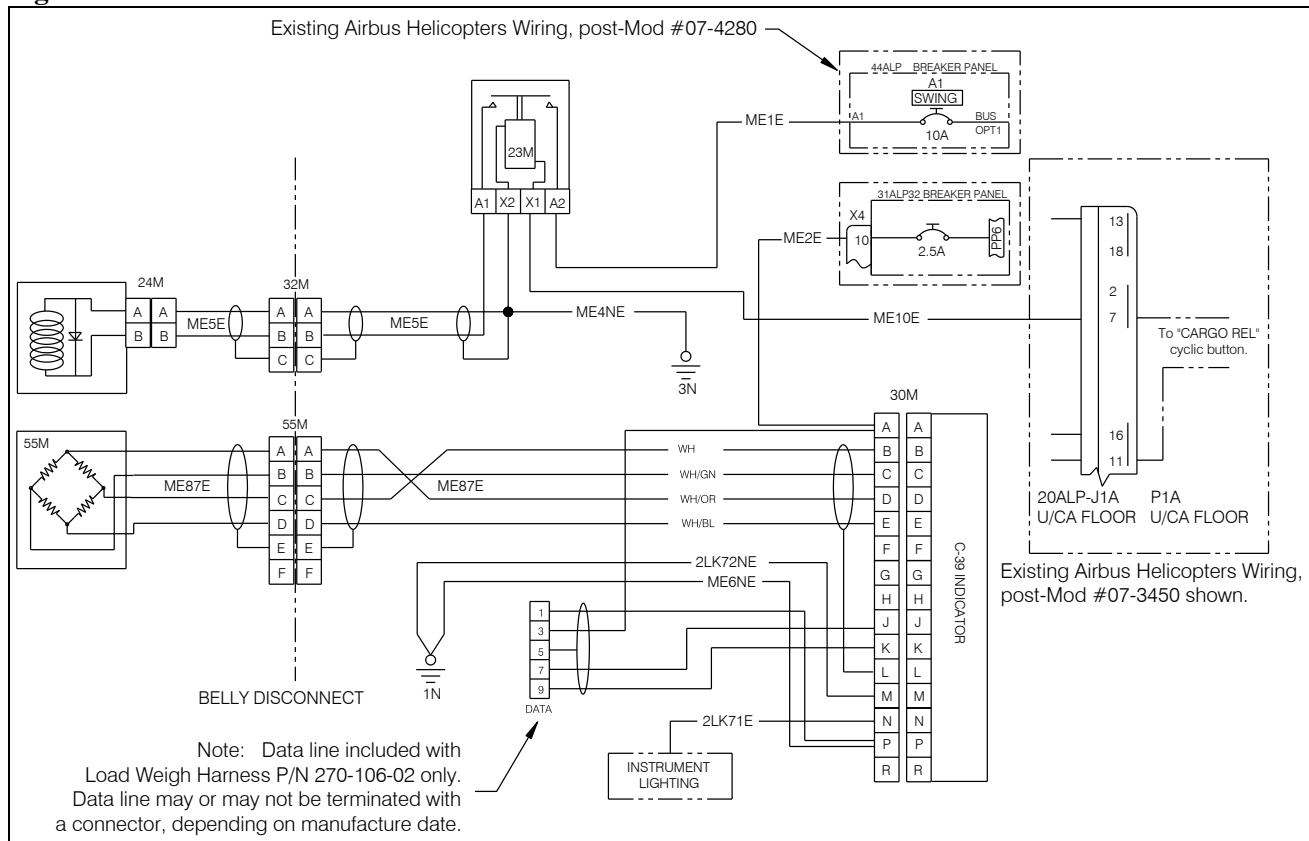 Existing Airbus Helicopters Wiring, post-Mod #07-4280
44ALP BREAKER PANEL
A1
SWING
A1
BUS
OPT1
10A
ME1E
23M
A1 X2 X1 A2
31ALP32 BREAKER PANEL
X4
10
2.5A
PP6
ME2E
13
18
2
7
ME10E
To "CARGO REL"
cyclic button.
16
11
20ALP-J1A
U/CA FLOOR
P1A
U/CA FLOOR
Existing Airbus Helicopters Wiring,
post-Mod #07-3450 shown.
24M
A A
B B
ME5E
32M
A A
B B
C C
ME5E
ME4NE
3N
55M
ME87E
55M
A A
B B
C C
D D
E E
F F
ME87E
WH
WH/GN
WH/OR
WH/BL
30M
A A
B B
C C
D D
E E
F F
G G
H H
J J
K K
L L
M M
N N
P P
R R
C-39 INDICATOR
2LK72NE
ME6NE
1N
1
3
5
7
9
DATA
BELLY DISCONNECT
2LK71E
INSTRUMENT
LIGHTING
Note: Data line included with
Load Weigh Harness P/N 270-106-02 only.
Data line may or may not be terminated with
a connector, depending on manufacture date.